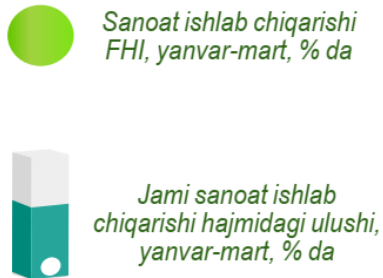 Sanoat ishlab chiqarishi
FHI, yanvar-mart, % da
Jami sanoat ishlab
chiqarishi hajmidagi ulushi,
yanvar-mart, % da